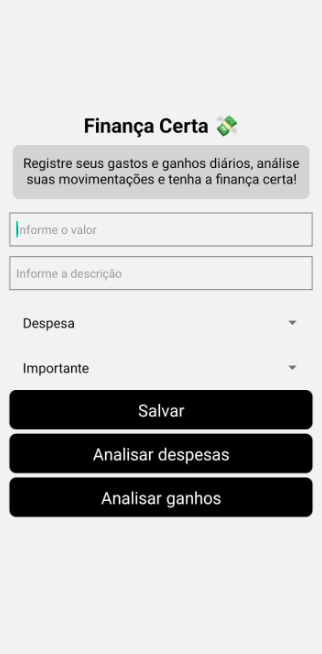 Finança Certa 💸
Registre seus gastos e ganhos diários, análise
suas movimentações e tenha a finança certa!
Informe o valor
Informe a descrição
Despesa
Importante
Salvar
Analisar despesas
Analisar ganhos